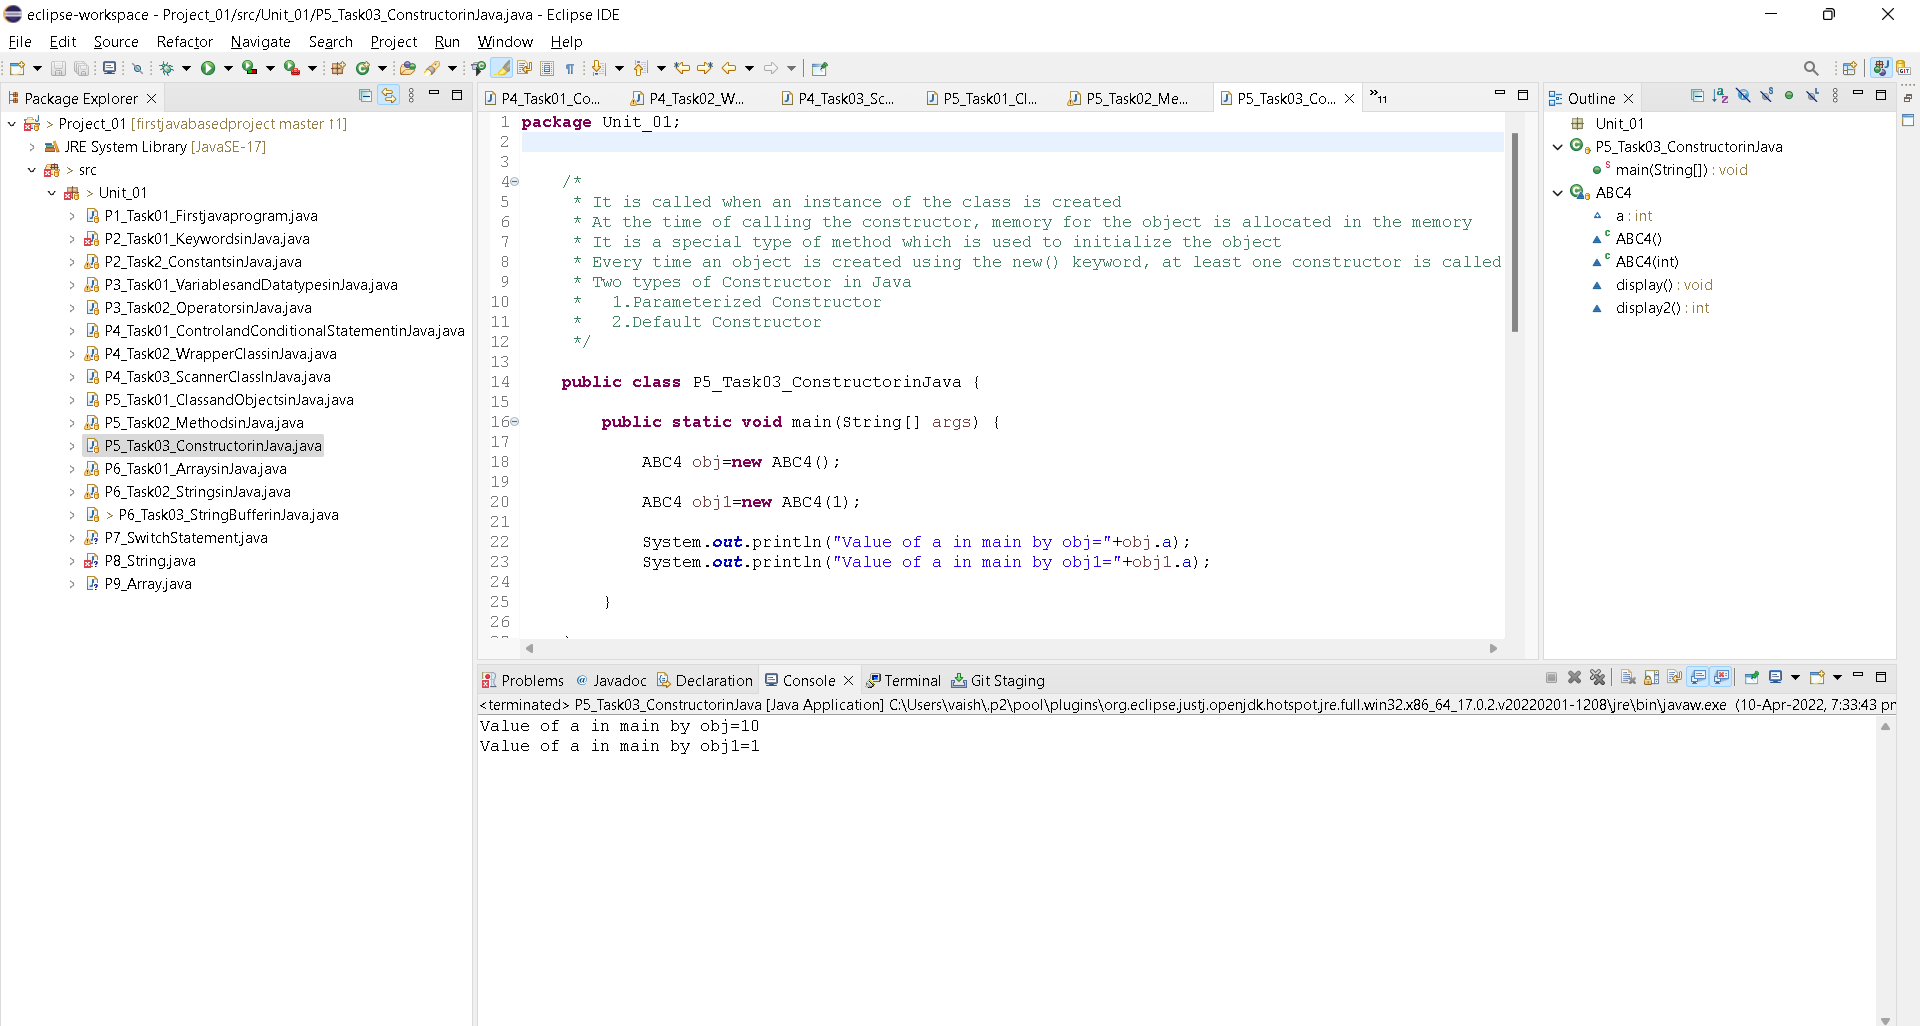 eclipse-workspace - Project_01/src/Unit_01/P5_Task03_ConstructorinJava.java - Eclipse IDE
File Edit Source Refactor Navigate Search Project Run Window Help
Package Explorer
Project_01 [firstjavabasedproject master ↑1]
JRE System Library [JavaSE-17]
> src
> Unit_01
P1_Task01_Firstjavaprogram.java
P2_Task01_KeywordsinJava.java
P2_Task2_ConstantsinJava.java
P3_Task01_VariablesandDatatypesinJava.java
P3_Task02_OperatorsinJava.java
P4_Task01_ControlandConditionalStatementinJava.java
P4_Task02_WrapperClassinJava.java
P4_Task03_ScannerClassInJava.java
P5_Task01_ClassandObjectsinJava.java
P5_Task02_MethodsinJava.java
P5_Task03_ConstructorinJava.java
P6_Task01_ArraysinJava.java
P6_Task02_StringsinJava.java
> P6_Task03_StringBufferinJava.java
P7_SwitchStatement.java
P8_String.java
P9_Array.java
P4_Task01_Co... P4_Task02_W... P4_Task03_Sc... P5_Task01_Cl... P5_Task02_Me... P5_Task03_Co... »11
1 package Unit_01;
2
3
4 /*
5 * It is called when an instance of the class is created
6 * At the time of calling the constructor, memory for the object is allocated in the memory
7 * It is a special type of method which is used to initialize the object
8 * Every time an object is created using the new() keyword, at least one constructor is called
9 * Two types of Constructor in Java
10 * 1.Parameterized Constructor
11 * 2.Default Constructor
12 */
13
14 public class P5_Task03_ConstructorinJava {
15
16 public static void main(String[] args) {
17
18 ABC4 obj=new ABC4();
19
20 ABC4 obj1=new ABC4(1);
21
22 System.out.println("Value of a in main by obj="+obj.a);
23 System.out.println("Value of a in main by obj1="+obj1.a);
24
25 }
26
Outline
Unit_01
P5_Task03_ConstructorinJava
main(String[]) : void
ABC4
a : int
ABC4()
ABC4(int)
display() : void
display2() : int
Problems Javadoc Declaration Console Terminal Git Staging
<terminated> P5_Task03_ConstructorinJava [Java Application] C:\Users\vaish\.p2\pool\plugins\org.eclipse.justj.openjdk.hotspot.jre.full.win32.x86_64_17.0.2.v20220201-1208\jre\bin\javaw.exe (10-Apr-2022, 7:33:43 pr
Value of a in main by obj=10
Value of a in main by obj1=1